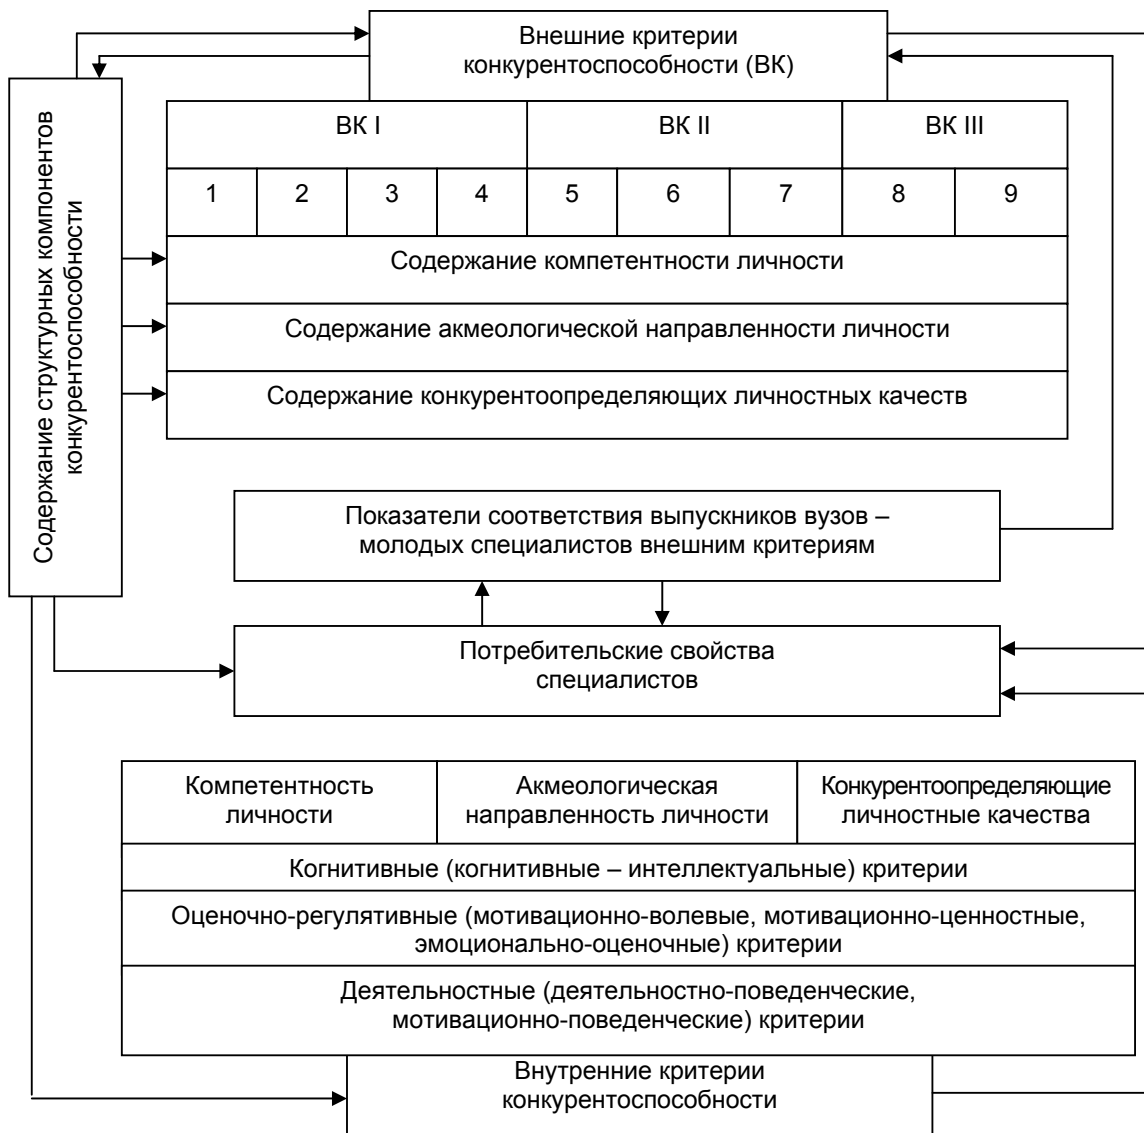 Внешние критерии
конкурентоспособности (ВК)
Содержание структурных компонентов
конкурентоспособности
ВК I
ВК II
ВК III
1
2
3
4
5
6
7
8
9
Содержание компетентности личности
Содержание акмеологической направленности личности
Содержание конкурентоопределяющих личностных качеств
Показатели соответствия выпускников вузов –
молодых специалистов внешним критериям
Потребительские свойства
специалистов
Компетентность
личности
Акмеологическая
направленность личности
Конкурентоопределяющие
личностные качества
Когнитивные (когнитивные – интеллектуальные) критерии
Оценочно-регулятивные (мотивационно-волевые, мотивационно-ценностные,
эмоционально-оценочные) критерии
Деятельностные (деятельностно-поведенческие,
мотивационно-поведенческие) критерии
Внутренние критерии
конкурентоспособности